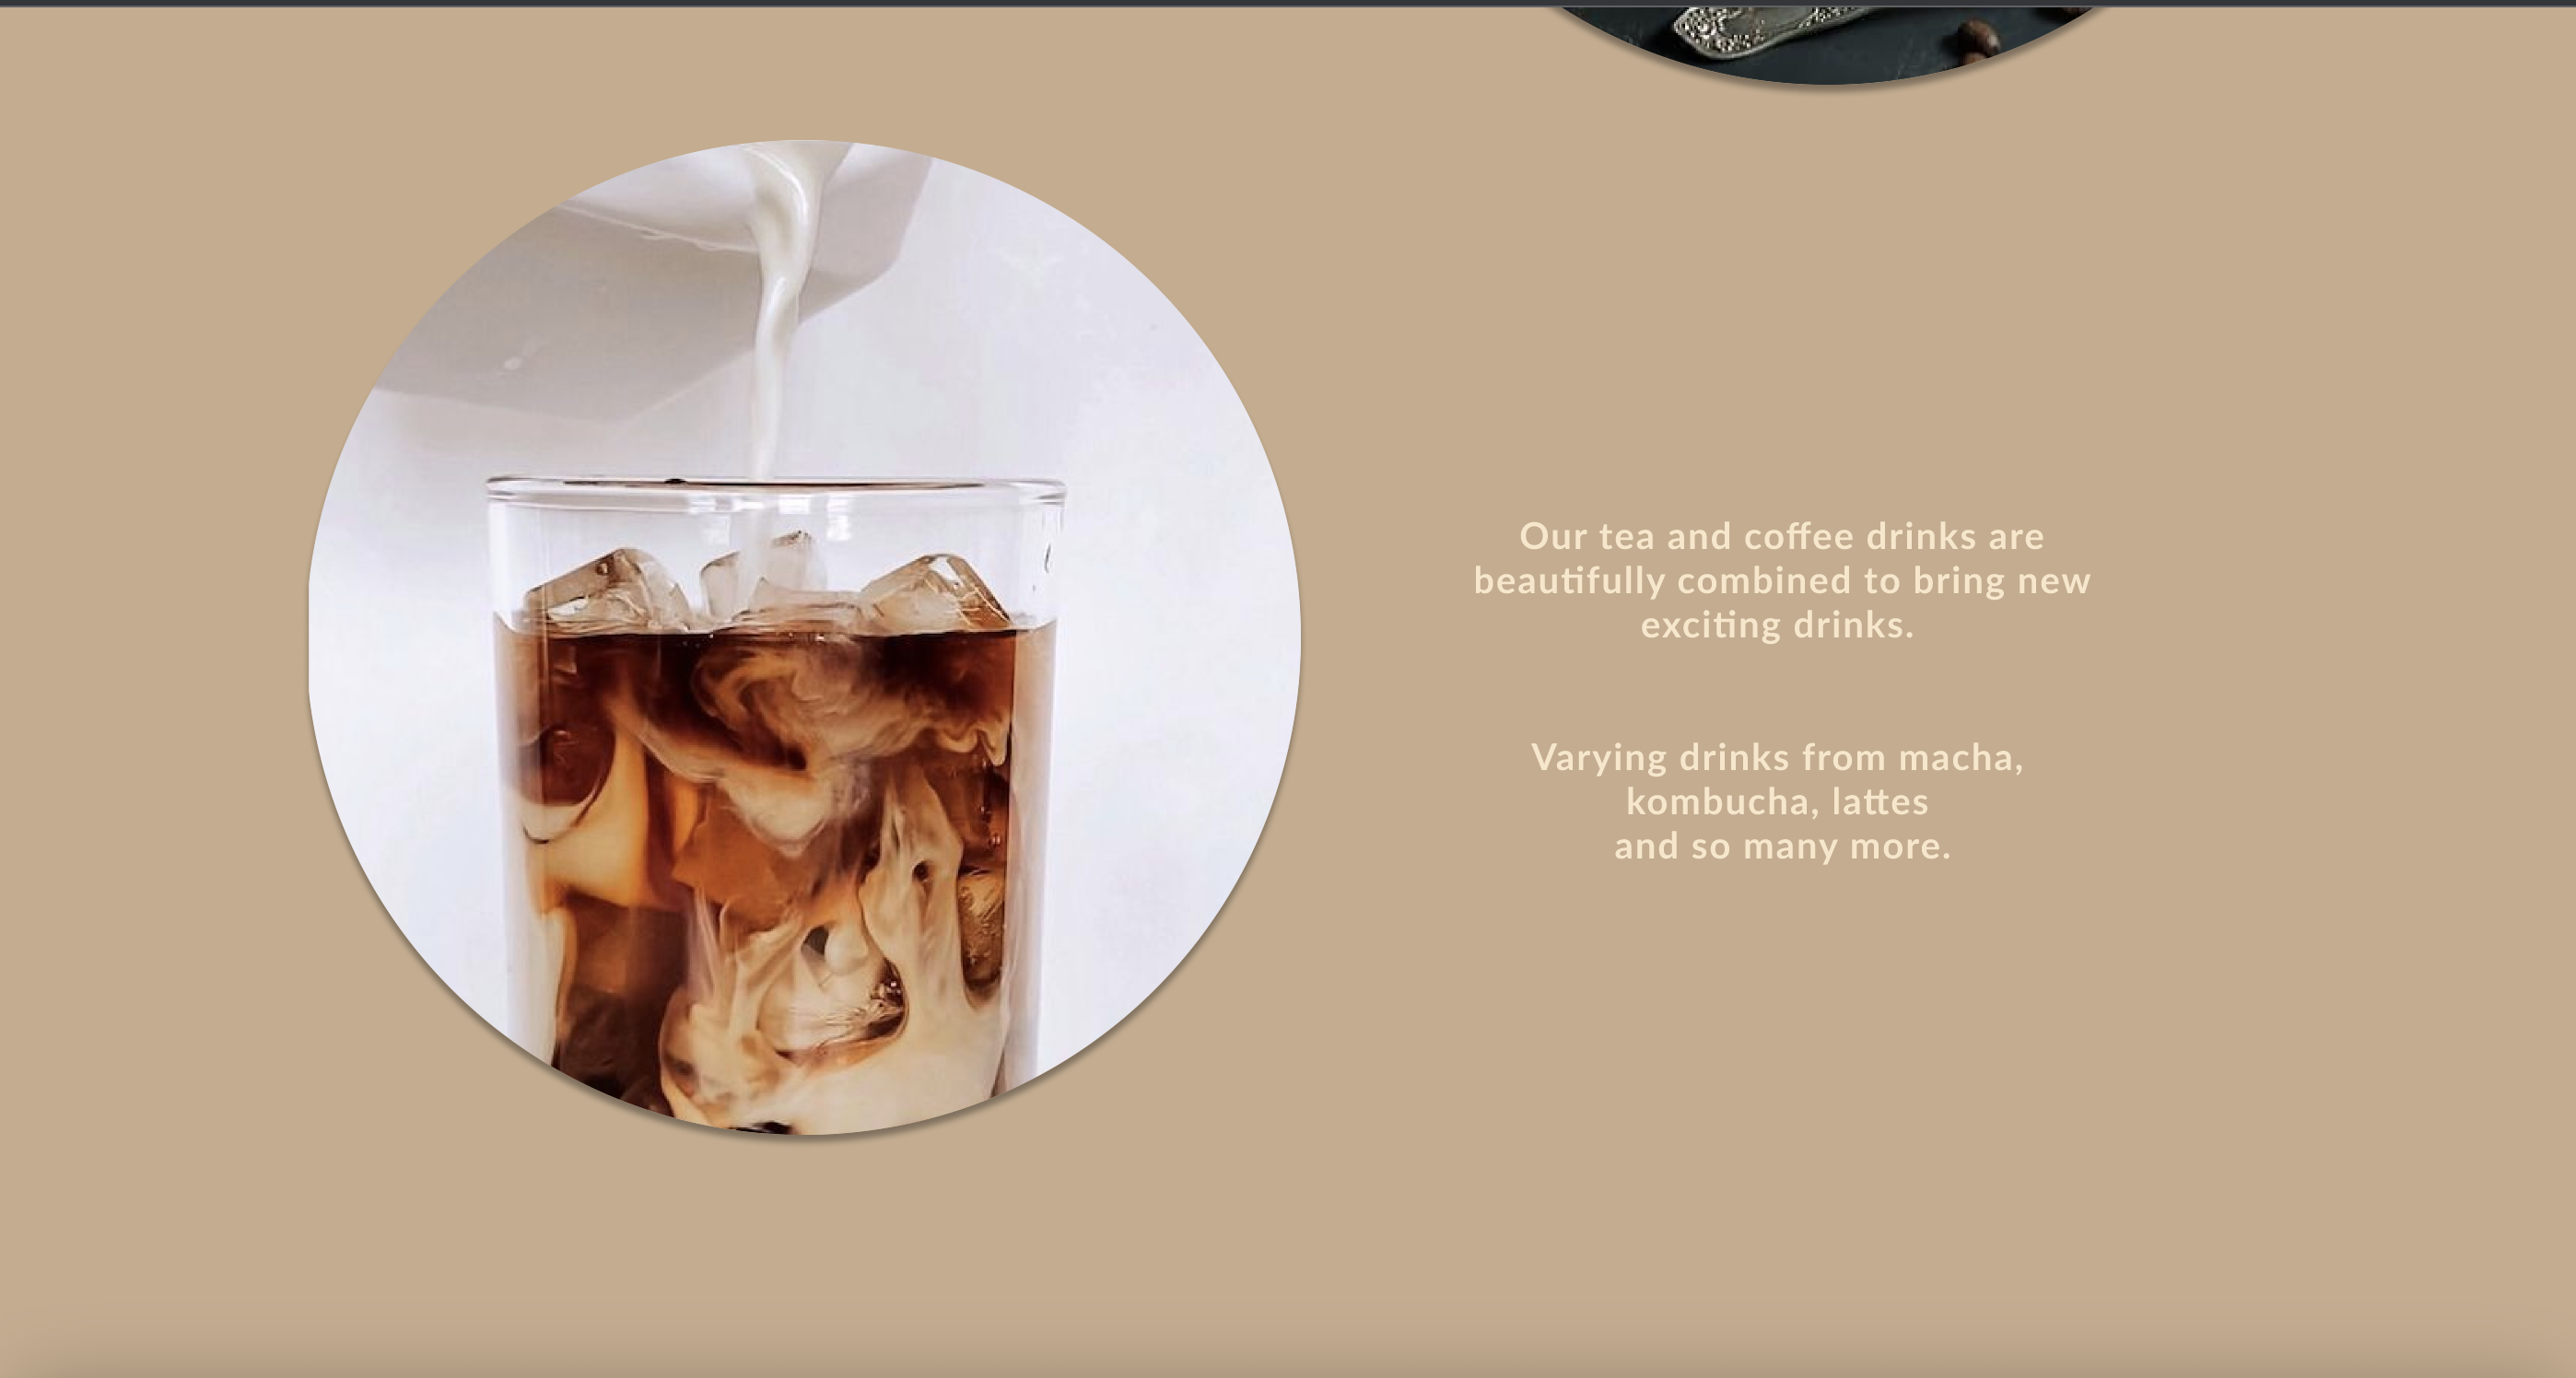 Our tea and coffee drinks are
beautifully combined to bring new
exciting drinks.
Varying drinks from macha,
kombucha, lattes
and so many more.